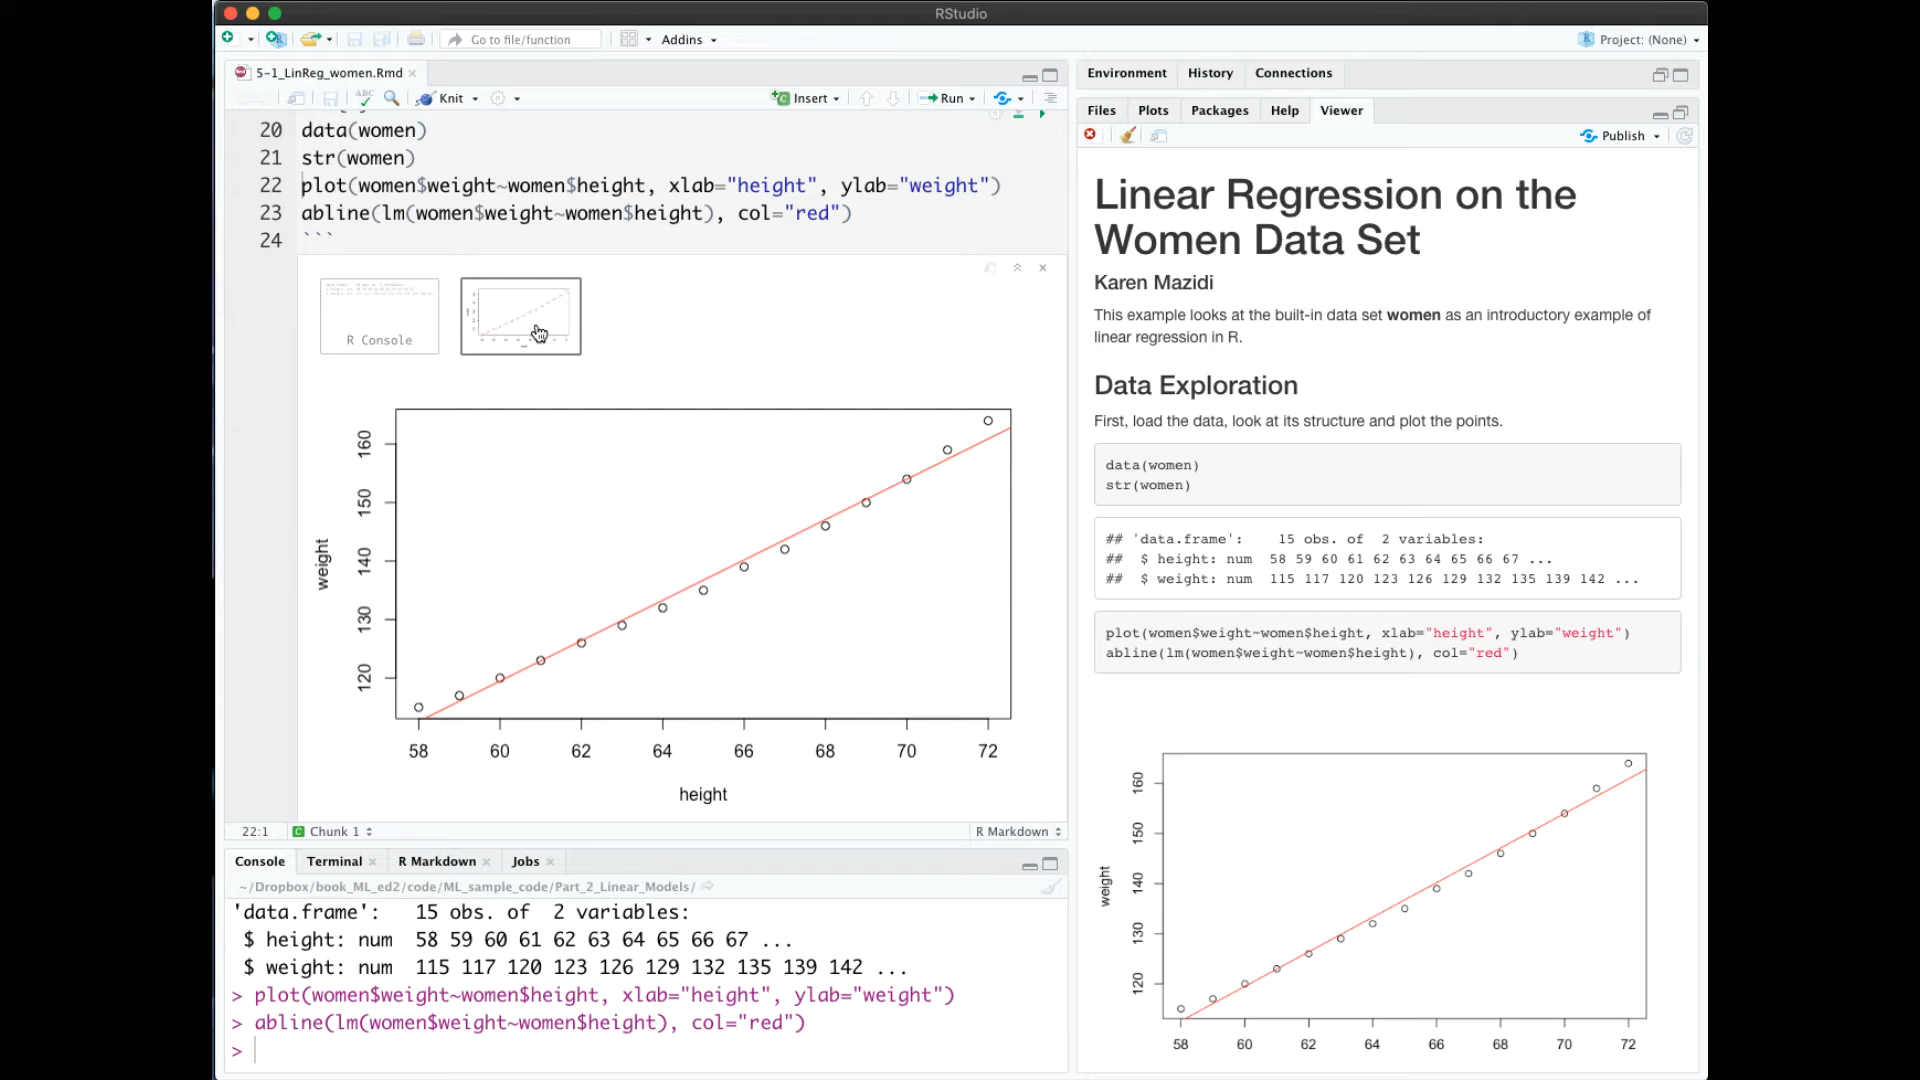 RStudio
Go to file/function
Addins
Project: (None)
5-1_LinReg_women.Rmd
ABC
Knit
Insert
Run
20 data(women)
21 str(women)
22 plot(women$weight~women$height, xlab="height", ylab="weight")
23 abline(lm(women$weight~women$height), col="red")
24 ```
R Console
160
150
140
130
120
weight
58 60 62 64 66 68 70 72
height
22:1 Chunk 1 R Markdown
Console Terminal R Markdown Jobs
~/Dropbox/book_ML_ed2/code/ML_sample_code/Part_2_Linear_Models/
'data.frame': 15 obs. of 2 variables:
$ height: num 58 59 60 61 62 63 64 65 66 67 ...
$ weight: num 115 117 120 123 126 129 132 135 139 142 ...
> plot(women$weight~women$height, xlab="height", ylab="weight")
> abline(lm(women$weight~women$height), col="red")
>
Environment History Connections
Files Plots Packages Help Viewer
Publish
Linear Regression on the
Women Data Set
Karen Mazidi
This example looks at the built-in data set women as an introductory example of
linear regression in R.
Data Exploration
First, load the data, look at its structure and plot the points.
data(women)
str(women)
## 'data.frame': 15 obs. of 2 variables:
## $ height: num 58 59 60 61 62 63 64 65 66 67 ...
## $ weight: num 115 117 120 123 126 129 132 135 139 142 ...
plot(women$weight~women$height, xlab="height", ylab="weight")
abline(lm(women$weight~women$height), col="red")
160
150
140
130
120
weight
58 60 62 64 66 68 70 72